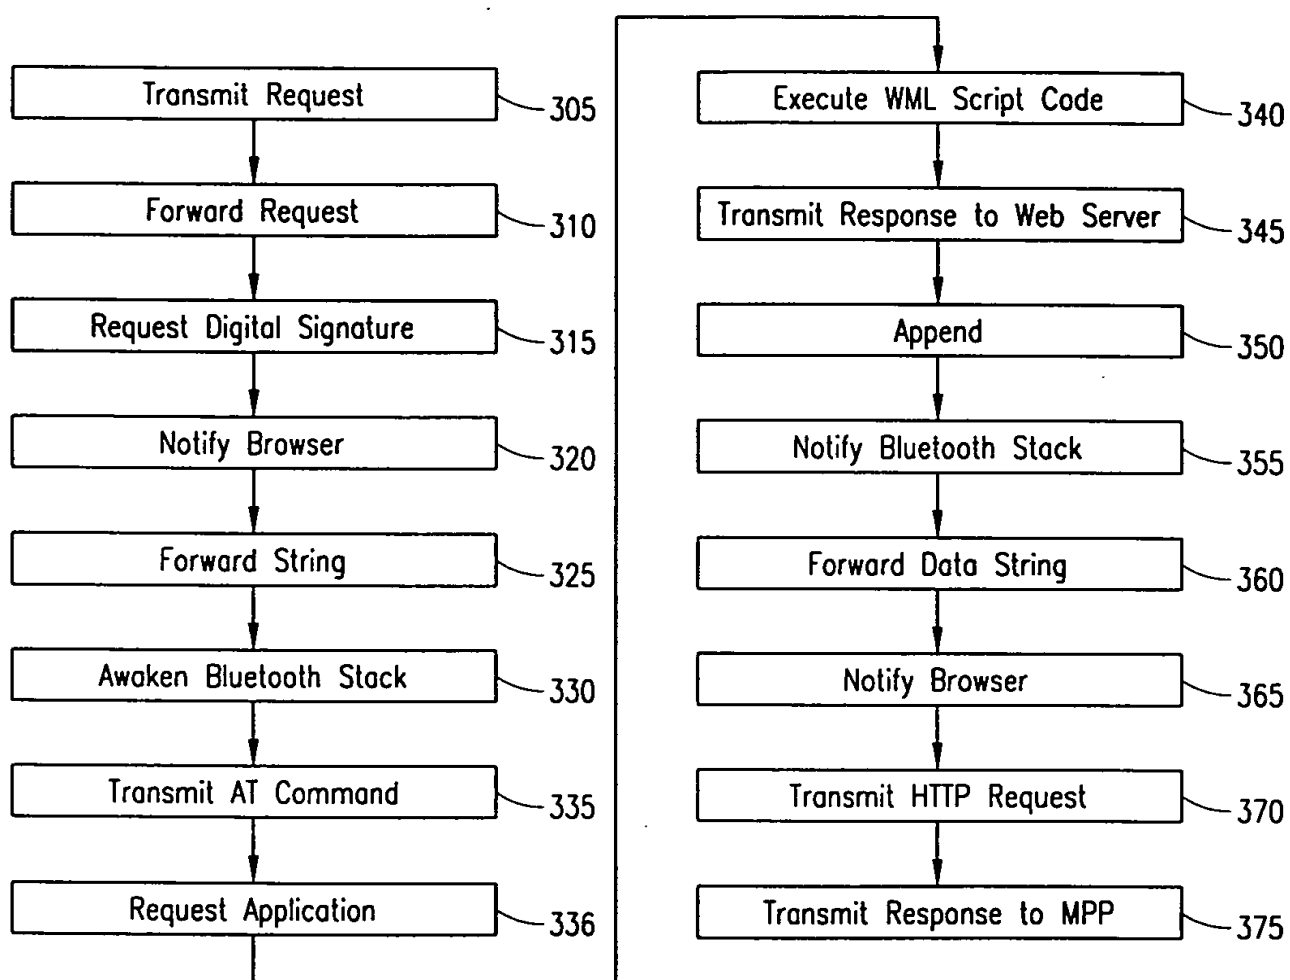 Transmit Request
305
Forward Request
310
Request Digital Signature
315
Notify Browser
320
Forward String
325
Awaken Bluetooth Stack
330
Transmit AT Command
335
Request Application
336
Execute WML Script Code
340
Transmit Response to Web Server
345
Append
350
Notify Bluetooth Stack
355
Forward Data String
360
Notify Browser
365
Transmit HTTP Request
370
Transmit Response to MPP
375